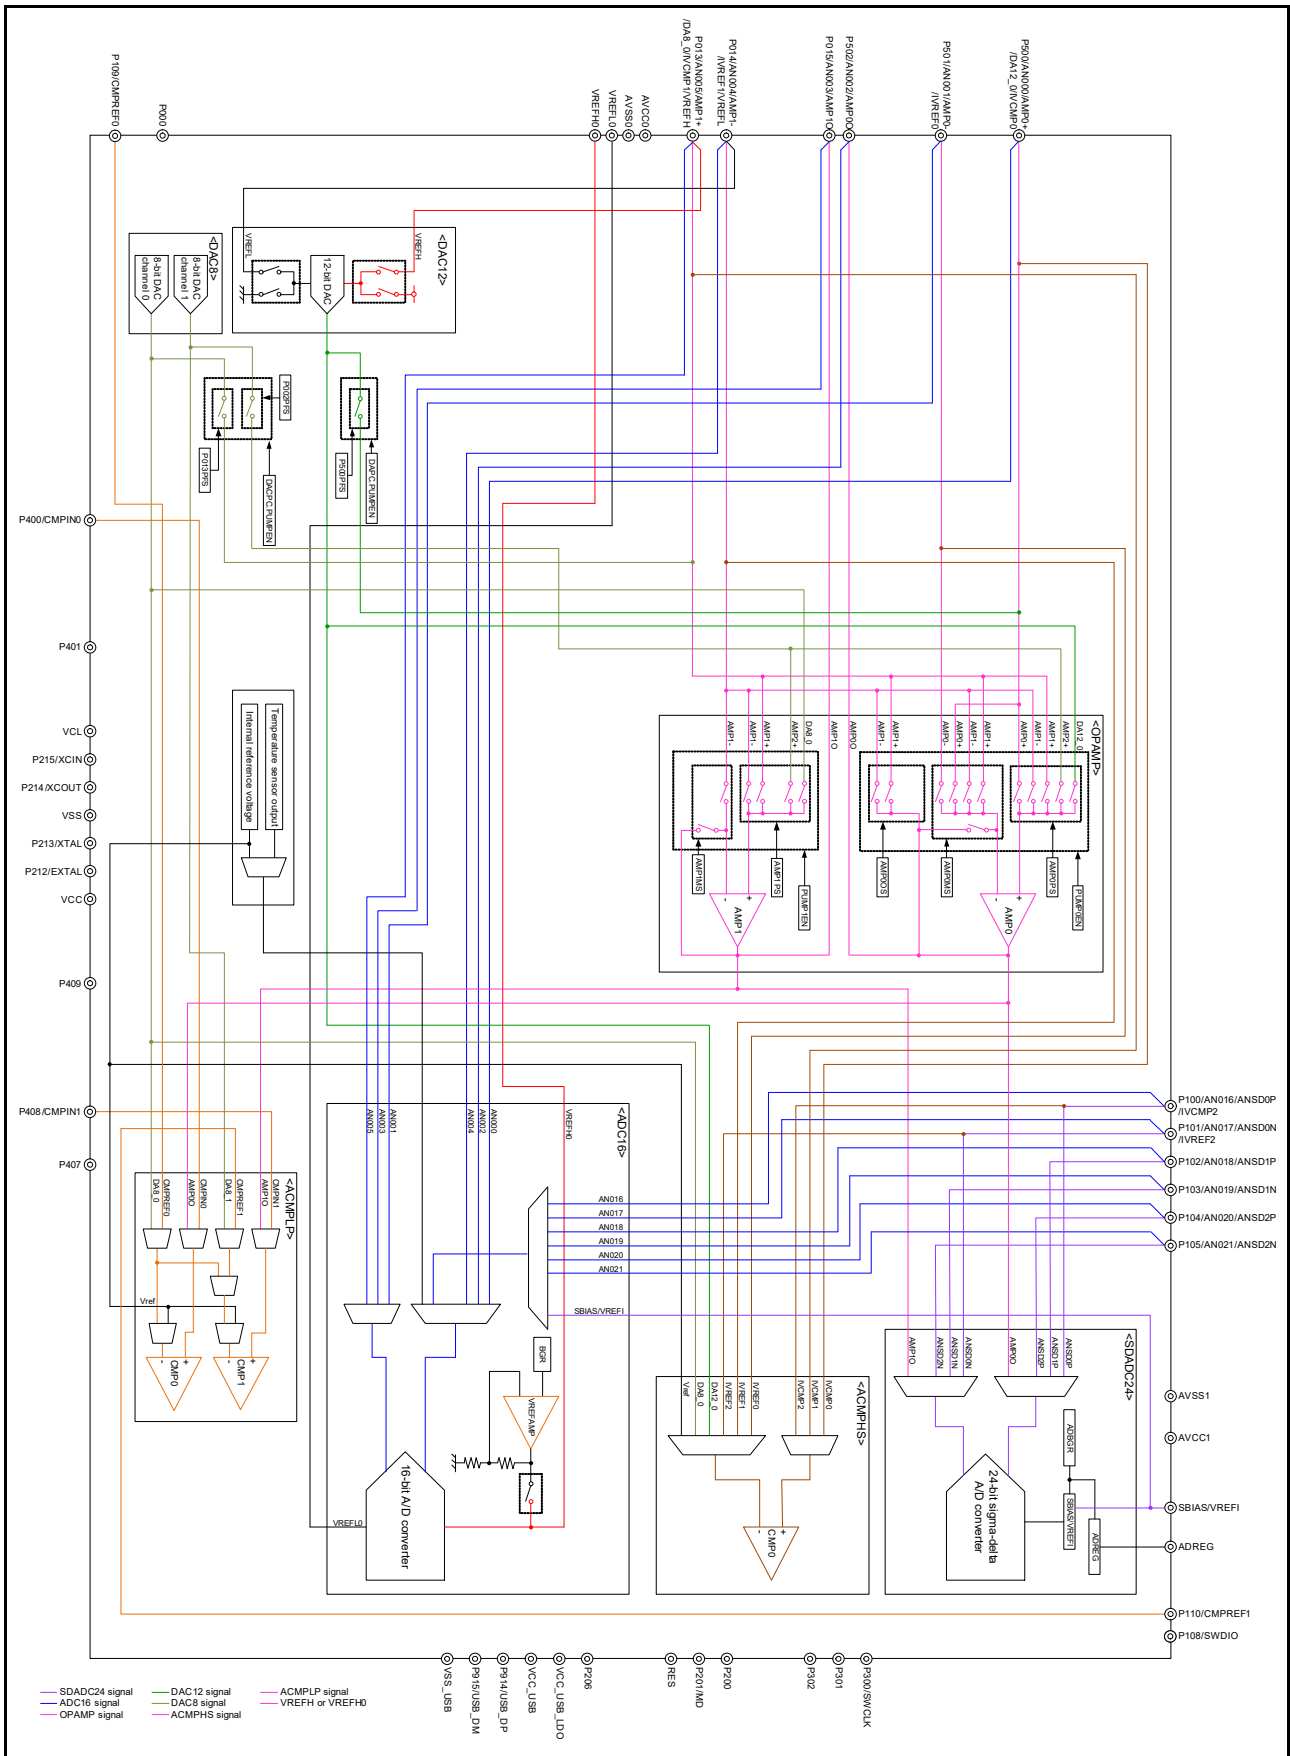 P109/CMPREF0
P000
VREFH0
VREFL0
AVSS0
AVCC0
P013/AN005/AMP1+
/DA8_0/IVCMP1/VREFH
P014/AN004/AMP1-
/IVREF1/VREFL
P015/AN003/AMP1O
P502/AN002/AMP0O
P501/AN001/AMP0-
/IVREF0
P500/AN000/AMP0+
/DA12_0/IVCMP0
<DAC8>
8-bit DAC
channel 1
8-bit DAC
channel 0
<DAC12>
VREFH
12-bit DAC
VREFL
P002PFS
P013PFS
DACPC.PUMPEN
DAPC.PUMPEN
P500PFS
P400/CMPIN0
P401
VCL
P215/XCIN
P214/XCOUT
VSS
P213/XTAL
P212/EXTAL
VCC
P409
P408/CMPIN1
P407
Temperature sensor output
Internal reference voltage
<OPAMP>
DA12_0
AMP2+
AMP1+
AMP1-
AMP0+
AMP1+
AMP1-
AMP0-
AMP1+
AMP1-
AMP0O
AMP1O
DA8_0
AMP2+
AMP1+
AMP1-
AMP1-
AMP1MS
AMP1PS
PUMP1EN
AMP0OS
AMP0MS
AMP0PS
PUMP0EN
+
-
AMP1
+
-
AMP0
P100/AN016/ANSD0P
/IVCMP2
P101/AN017/ANSD0N
/IVREF2
P102/AN018/ANSD1P
P103/AN019/ANSD1N
P104/AN020/ANSD2P
P105/AN021/ANSD2N
AVSS1
AVCC1
SBIAS/VREFI
ADREG
P110/CMPREF1
P108/SWDIO
<ACMPLP>
CMPIN1
AMP1O
CMPREF1
DA8_1
CMPIN0
AMP0O
CMPREF0
DA8_0
Vref
-
+
CMP0
-
+
CMP1
<ADC16>
VREFH0
AN000
AN002
AN004
AN001
AN003
AN005
AN016
AN017
AN018
AN019
AN020
AN021
SBIAS/VREFI
BGR
VREFAMP
16-bit A/D converter
VREFL0
<ACMPHS>
IVCMP0
IVCMP1
IVCMP2
IVREF0
IVREF1
IVREF2
DA12_0
DA8_0
Vref
-
+
CMP0
<SDADC24>
ANSD0P
ANSD1P
ANSD2P
AMP0O
ANSD0N
ANSD1N
ANSD2N
AMP1O
ADBGR
SBIAS/VREFI
ADREG
24-bit sigma-delta
A/D converter
VSS_USB
P915/USB_DM
P914/USB_DP
VCC_USB
VCC_USB_LDO
P206
RES
P201/MD
P200
P302
P301
P300/SWCLK
SDADC24 signal
ADC16 signal
OPAMP signal
DAC12 signal
DAC8 signal
ACMPHS signal
ACMPLP signal
VREFH or VREFH0